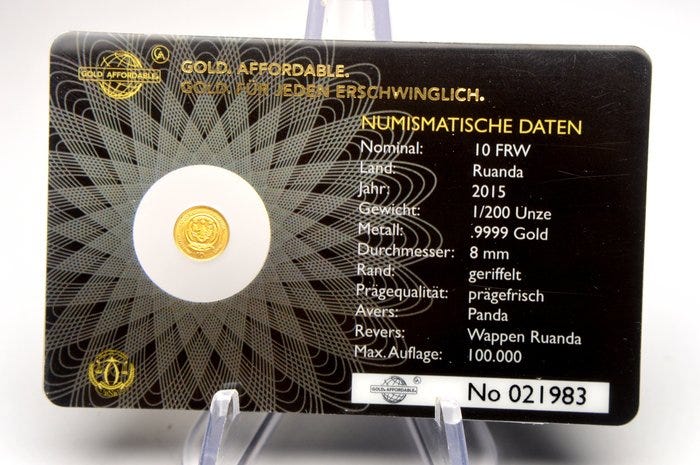 GOLD. AFFORDABLE.
GOLD. AFFORDABLE.
GOLD. FÜR JEDEN ERSCHWINGLICH.
NUMISMATISCHE DATEN
Nominal: 10 FRW
Land: Ruanda
Jahr: 2015
Gewicht: 1/200 Unze
Metall: .9999 Gold
Durchmesser: 8 mm
Rand: geriffelt
Prägequalität: prägefrisch
Avers: Panda
Revers: Wappen Ruanda
Max. Auflage: 100.000
GOLD. AFFORDABLE.
No 021983